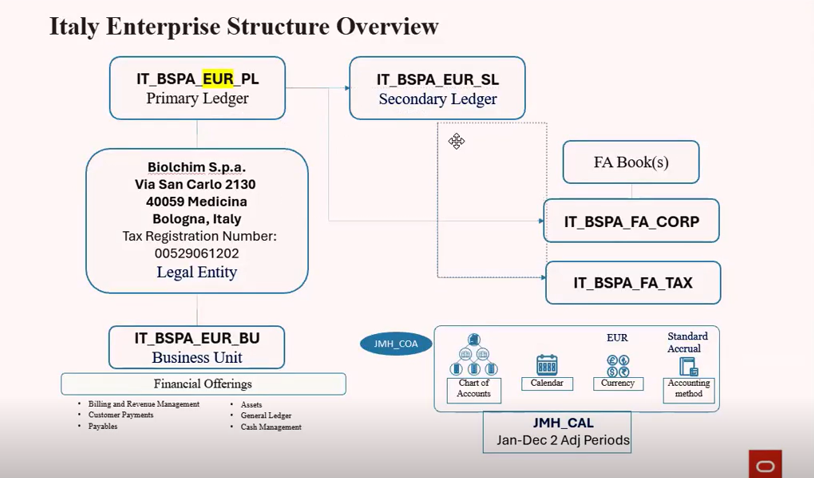 Italy Enterprise Structure Overview
IT_BSPA_EUR_PL
Primary Ledger
IT_BSPA_EUR_SL
Secondary Ledger
Biolchim S.p.a.
Via San Carlo 2130
40059 Medicina
Bologna, Italy
Tax Registration Number:
00529061202
Legal Entity
FA Book(s)
IT_BSPA_FA_CORP
IT_BSPA_FA_TAX
IT_BSPA_EUR_BU
Business Unit
Financial Offerings
• Billing and Revenue Management
• Customer Payments
• Payables
• Assets
• General Ledger
• Cash Management
JMH_COA
EUR
Standard
Accrual
Chart of
Accounts
Calendar
Currency
Accounting
method
JMH_CAL
Jan-Dec 2 Adj Periods